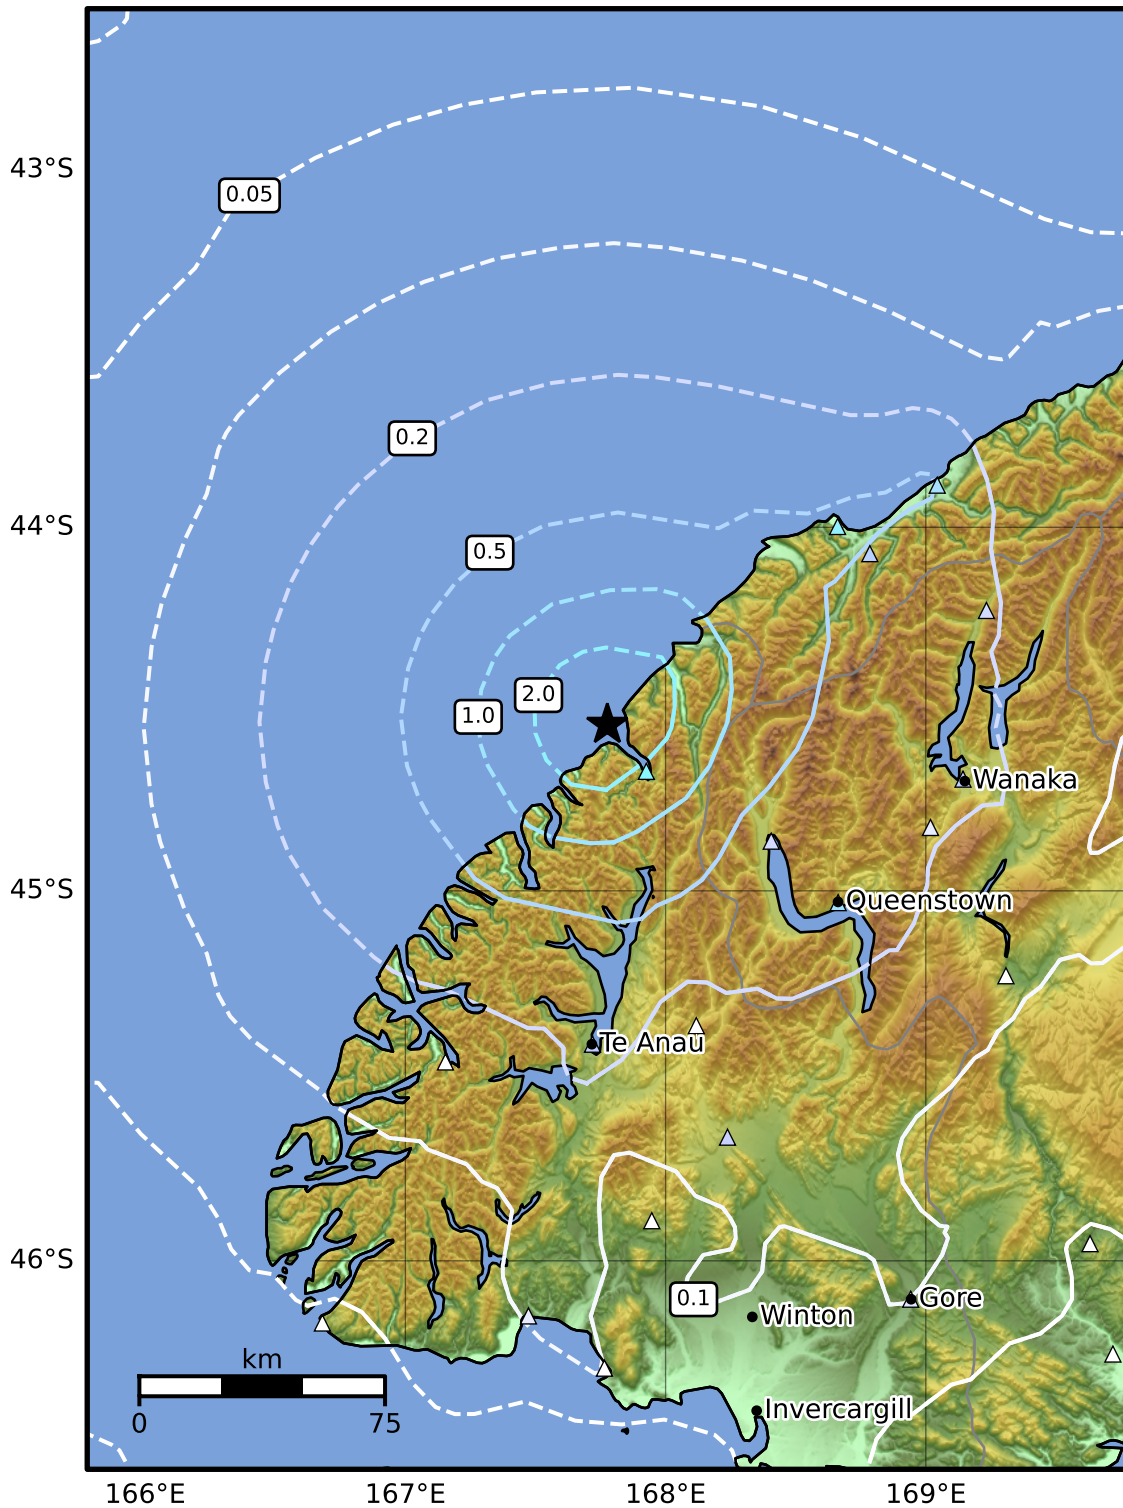 43°S
0.05
0.2
44°S
0.5
2.0
1.0
Wanaka
45°S
Queenstown
Te Anau
46°S
0.1
Gore
Winton
km
Invercargill
0 75
166°E 167°E 168°E 169°E